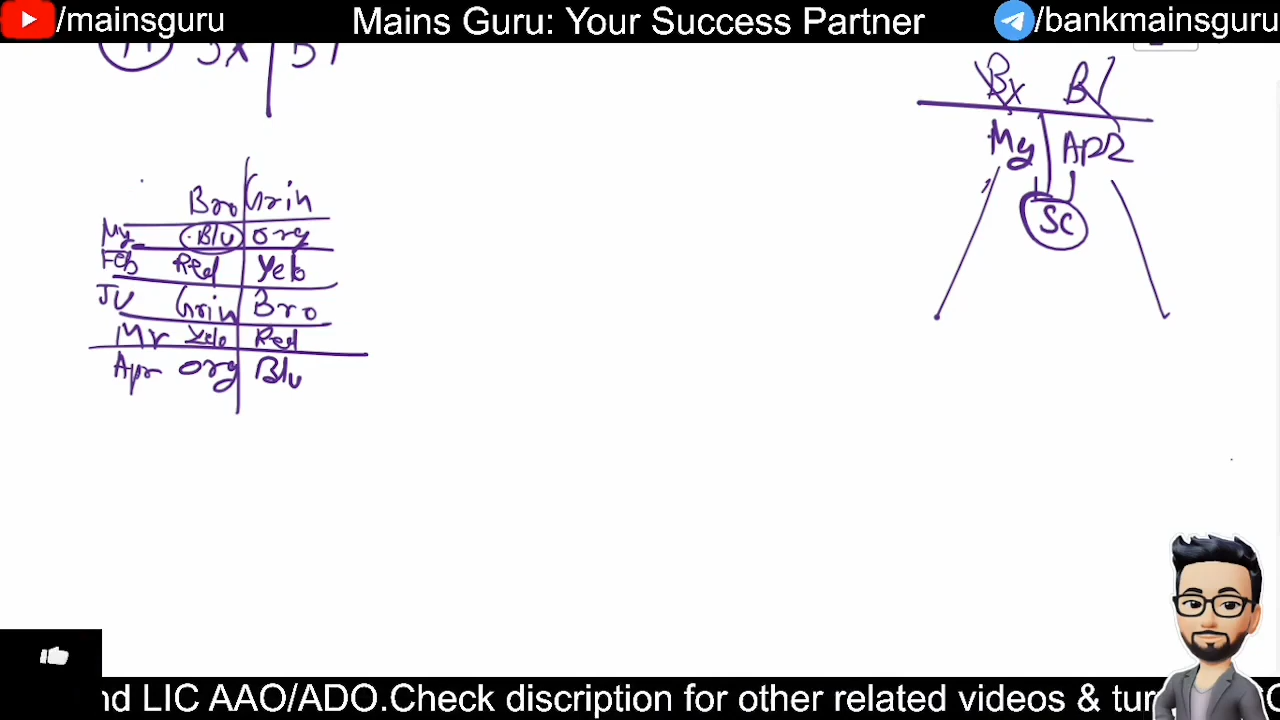 /mainsguru Mains Guru: Your Success Partner /bankmainsguru
Bx By
My APR
SC
Bro Grin
My Blu Org
Feb Red Yelo
JU Grin Bro
Mr Yelo Red
Apr Org Blu
nd LIC AAO/ADO.Check discription for other related videos & tur